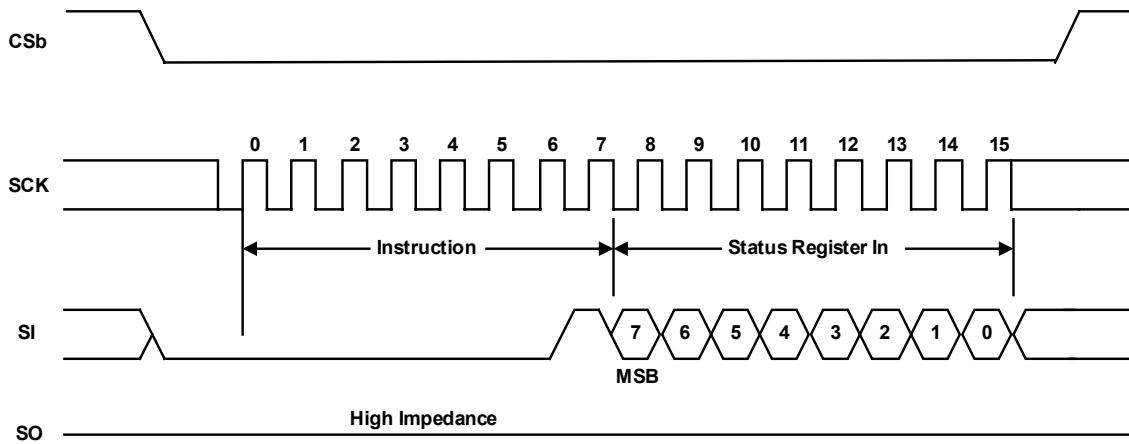 CSb
0 1 2 3 4 5 6 7 8 9 10 11 12 13 14 15
SCK
Instruction Status Register In
SI 7 6 5 4 3 2 1 0
MSB
High Impedance
SO